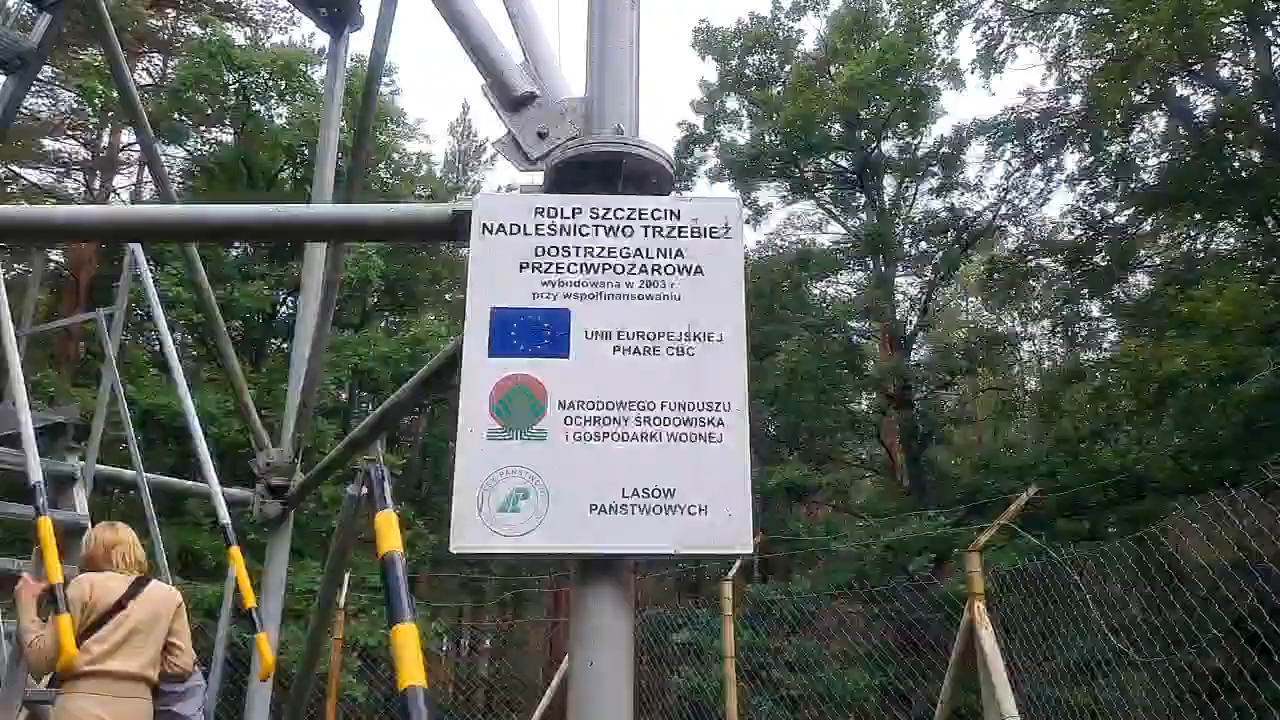 RDLP SZCZECIN
NADLEŚNICTWO TRZEBIEŻ
DOSTRZEGALNIA
PRZECIWPOŻAROWA
wybudowana w 2003 r.
przy współfinansowaniu
UNII EUROPEJSKIEJ
PHARE CBC
NARODOWEGO FUNDUSZU
OCHRONY ŚRODOWISKA
i GOSPODARKI WODNEJ
LASÓW
PAŃSTWOWYCH